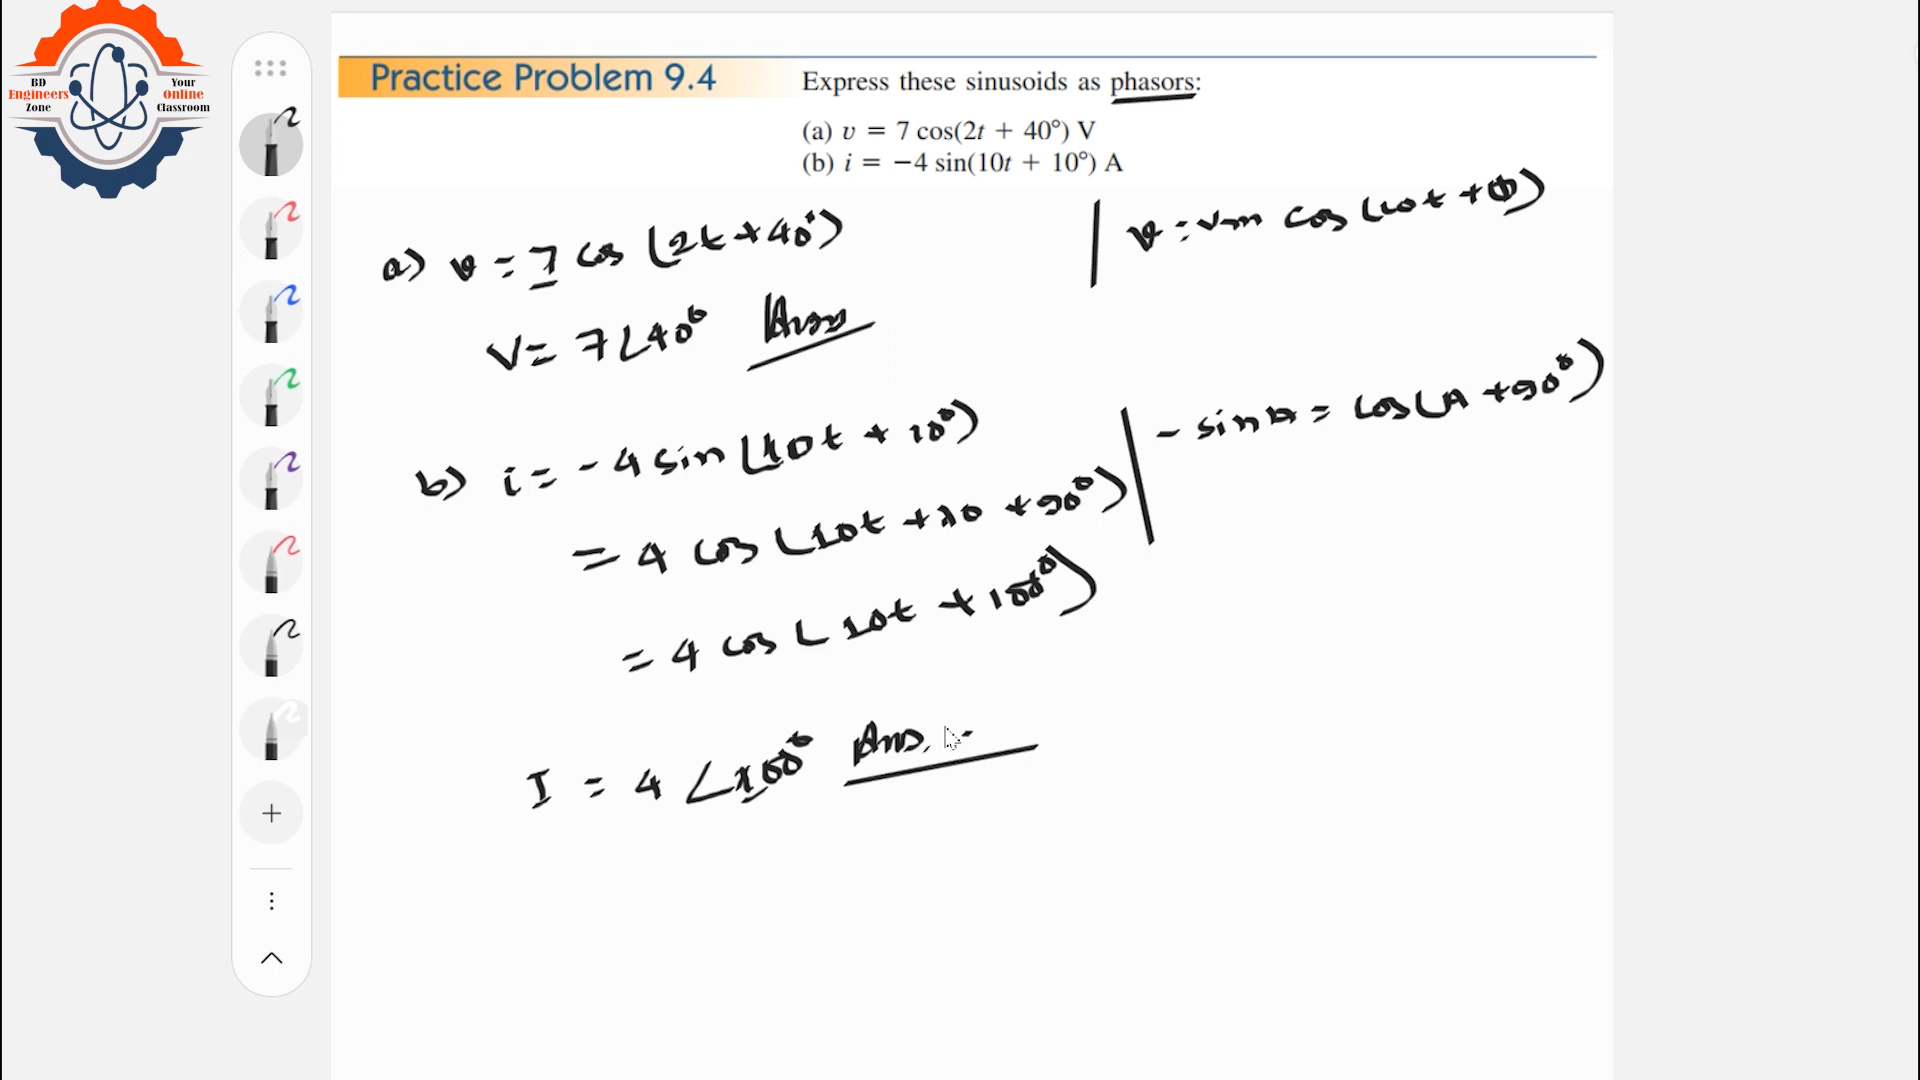 BD
Engineers
Zone
Your
Online
Classroom
Practice Problem 9.4
Express these sinusoids as phasors:
(a) v = 7 cos(2t + 40°) V
(b) i = −4 sin(10t + 10°) A
v = Vm cos (ωt + Φ)
a) v = 7 cos (2t + 40°)
V = 7∠40° Ans
- sin A = cos (A + 90°)
b) i = - 4 sin (10t + 10°)
= 4 cos (10t + 10 + 90°)
= 4 cos (10t + 100°)
I = 4 ∠100° Ans.